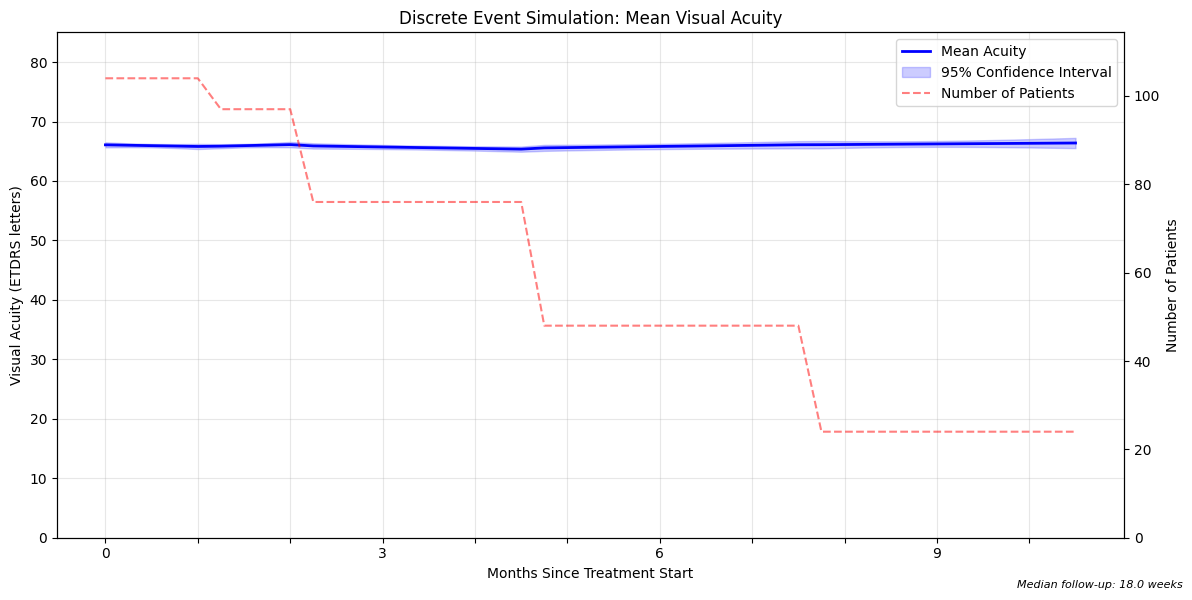 Discrete Event Simulation: Mean Visual Acuity
Mean Acuity
95% Confidence Interval
Number of Patients
Visual Acuity (ETDRS letters)
80
70
60
50
40
30
20
10
0
100
80
60
40
20
0
Number of Patients
0 3 6 9
Months Since Treatment Start
Median follow-up: 18.0 weeks